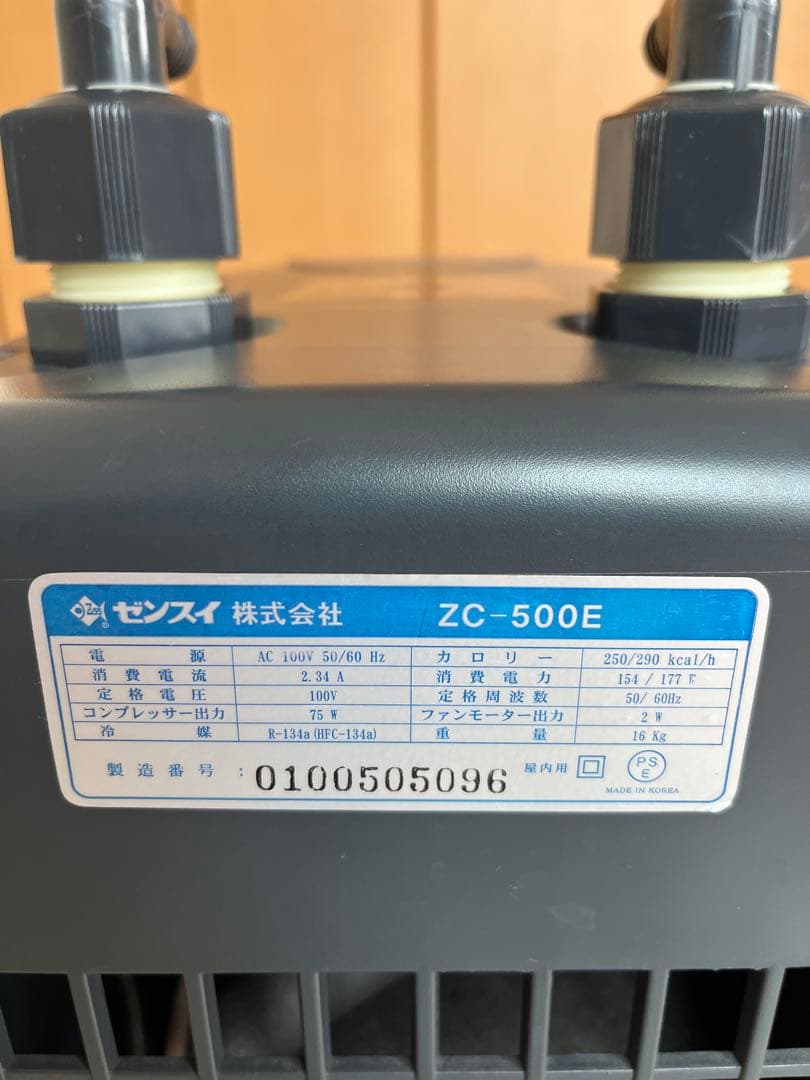 ZENSUI ® ゼンスイ 株式会社 ZC-500E
電源 AC 100V 50/60 Hz カロリー 250/290 kcal/h
消費電流 2.34 A 消費電力 154 / 177 W
定格電圧 100V 定格周波数 50/ 60Hz
コンプレッサー出力 75 W ファンモーター出力 2 W
冷媒 R-134a(HFC-134a) 重量 16 Kg
製造番号 : 0100505096 屋内用 PSE
MADE IN KOREA